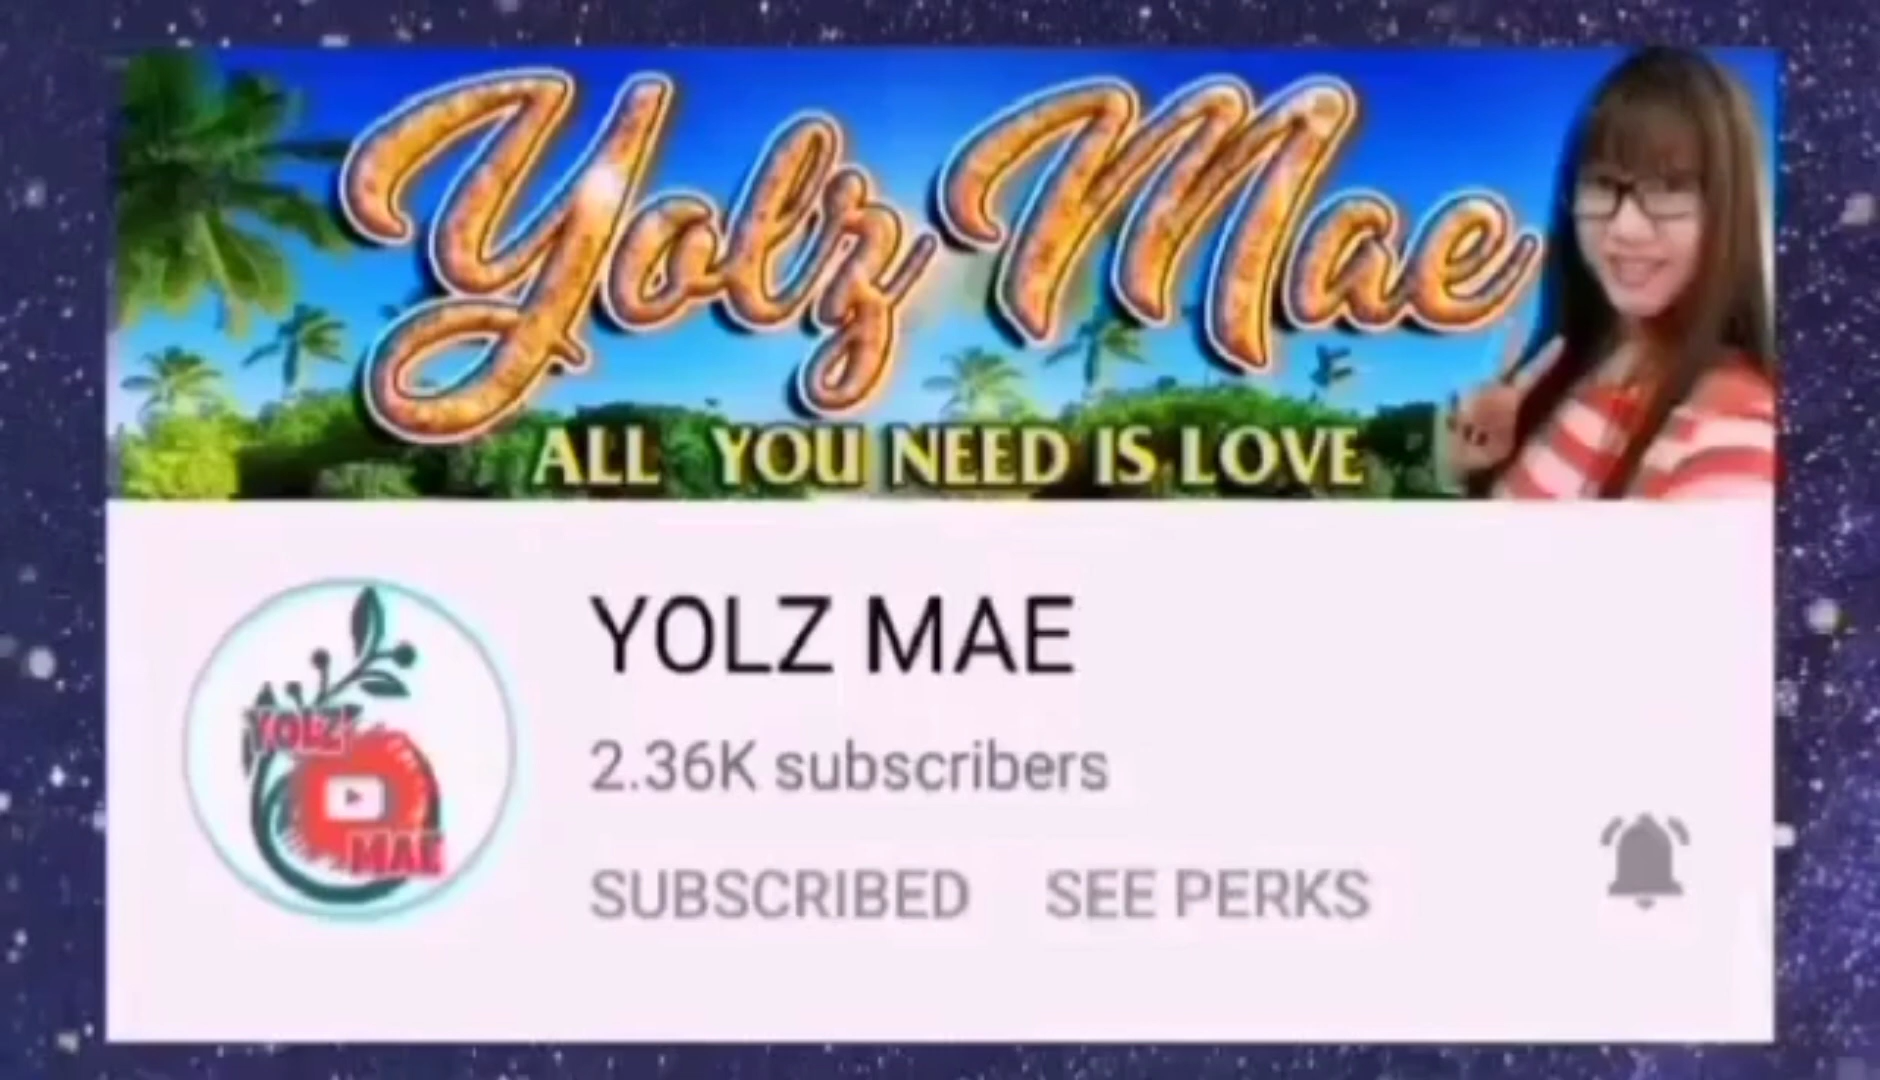 Yolz Mae
ALL YOU NEED IS LOVE
YOLZ MAE
2.36K subscribers
SUBSCRIBED SEE PERKS
YOLZ
MAE